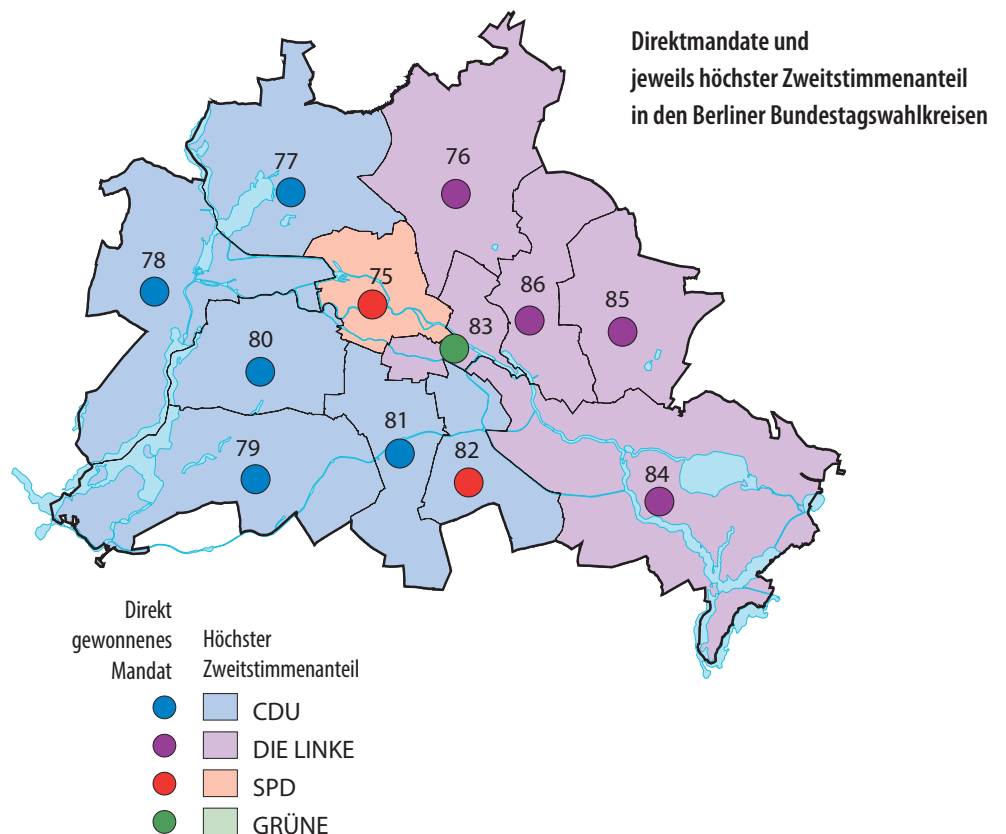 Direktmandate und
jeweils höchster Zweitstimmenanteil
in den Berliner Bundestagswahlkreisen
77
76
78
75
86
85
83
80
81
82
79
84
Direkt
gewonnenes
Mandat
Höchster
Zweitstimmenanteil
CDU
DIE LINKE
SPD
GRÜNE